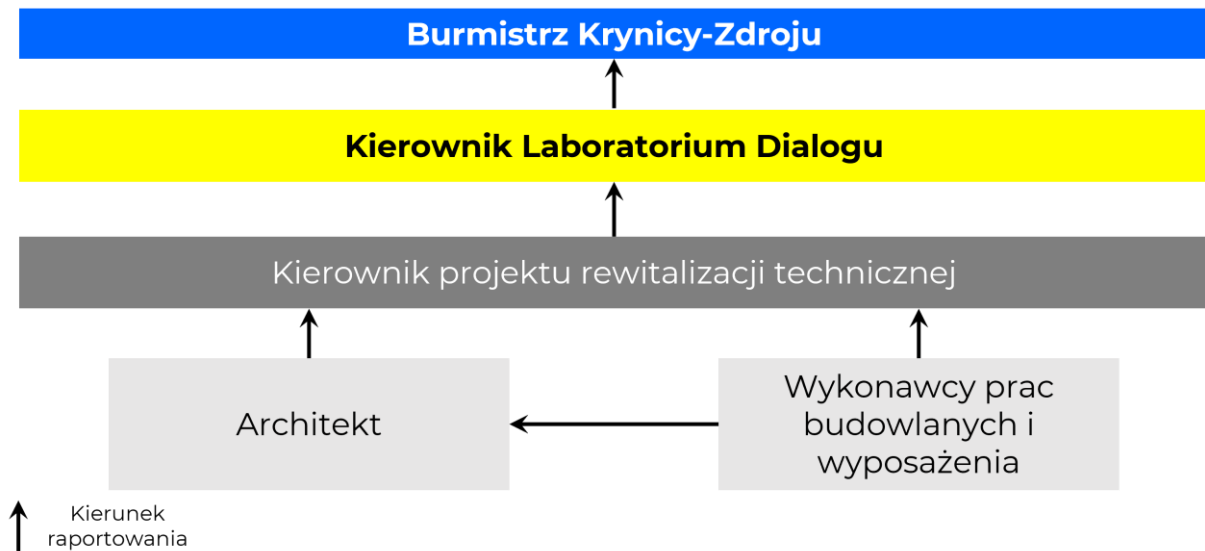 Burmistrz Krynicy-Zdroju
Kierownik Laboratorium Dialogu
Kierownik projektu rewitalizacji technicznej
Architekt
Wykonawcy prac
budowlanych i
wyposażenia
Kierunek
raportowania